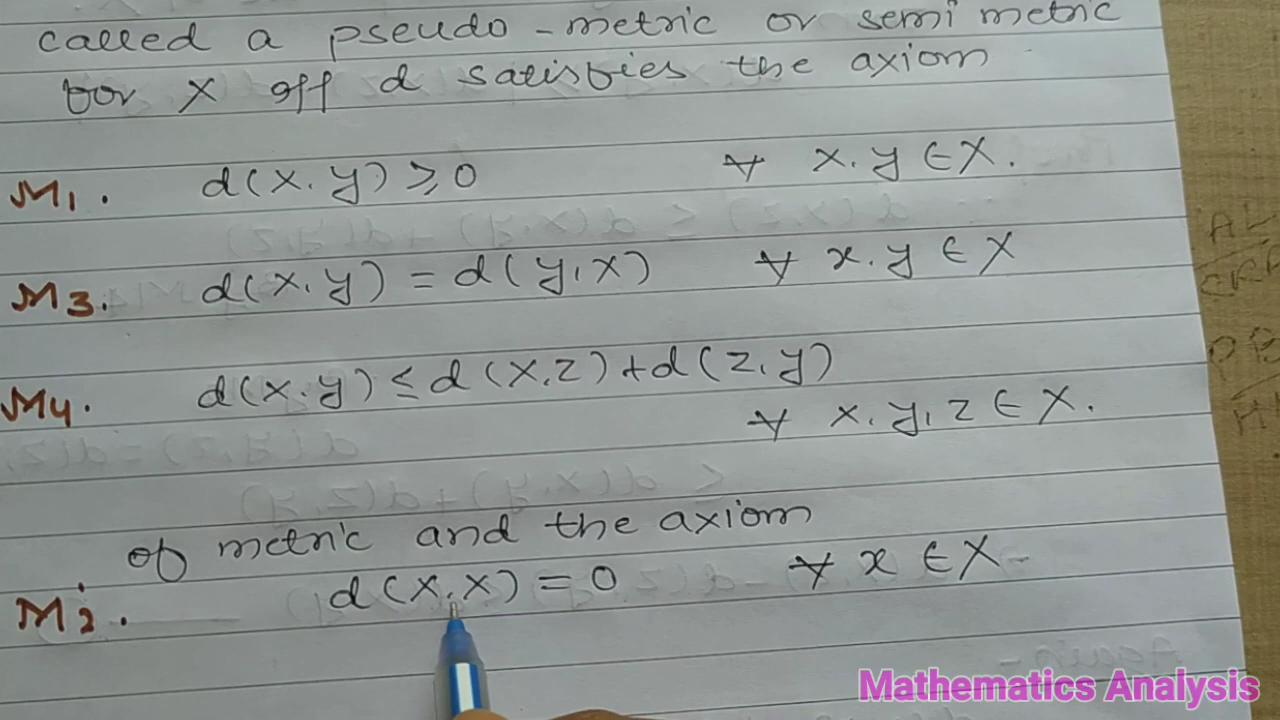 called a pseudo-metric or semi metric
for X iff d satisfies the axiom
M1. d(x,y) ≥ 0 ∀ x,y ∈ X.
M3. d(x,y) = d(y,x) ∀ x,y ∈ X
M4. d(x,y) ≤ d(x,z) + d(z,y)
∀ x,y,z ∈ X.
of metric and the axiom
M2'. d(x,x) = 0 ∀ x ∈ X
Mathematics Analysis